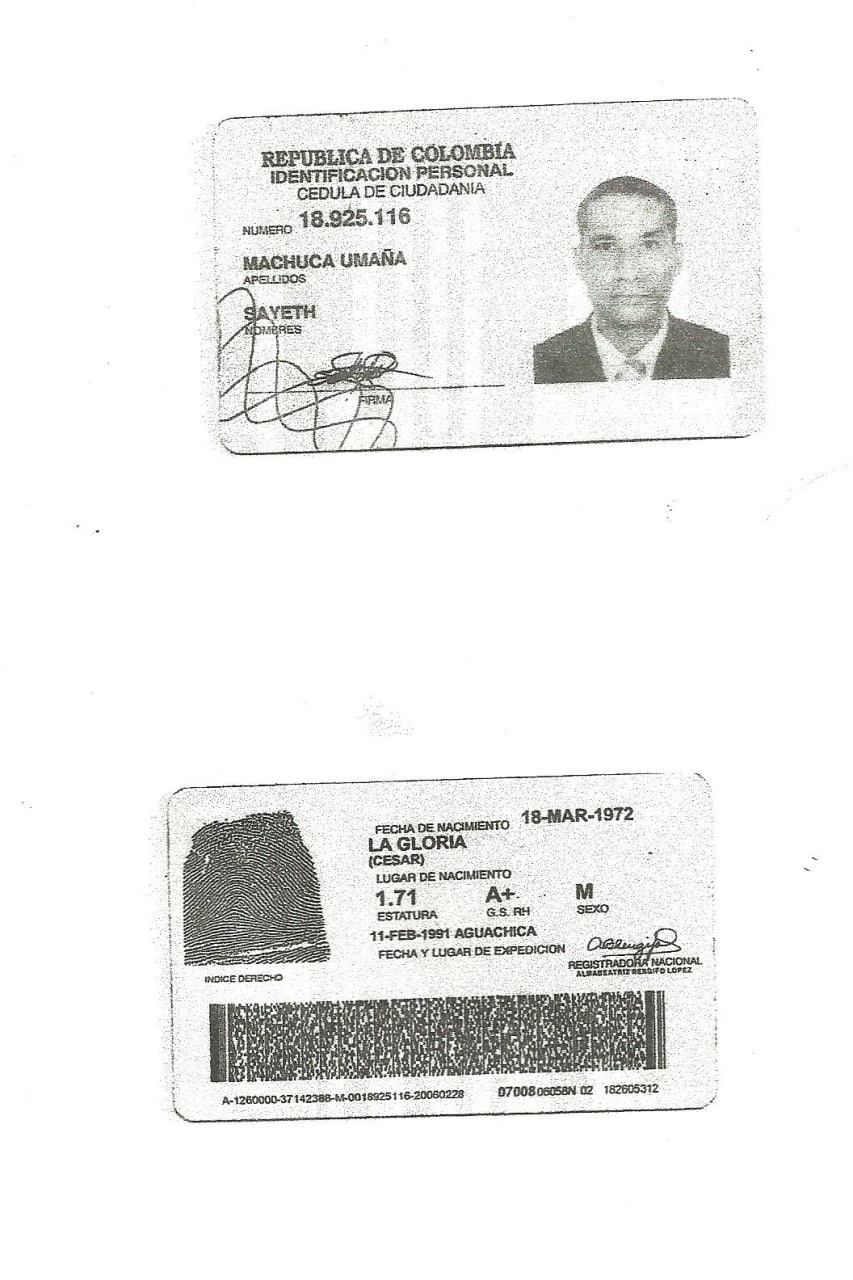 REPUBLICA DE COLOMBIA
IDENTIFICACION PERSONAL
CEDULA DE CIUDADANIA
NUMERO 18.925.116
MACHUCA UMAÑA
APELLIDOS
SAYETH
NOMBRES
FIRMA
FECHA DE NACIMIENTO 18-MAR-1972
LA GLORIA
(CESAR)
LUGAR DE NACIMIENTO
1.71 A+ M
ESTATURA G.S. RH SEXO
11-FEB-1991 AGUACHICA
FECHA Y LUGAR DE EXPEDICION
REGISTRADORA NACIONAL
ALMABEATRIZ RENGIFO LOPEZ
INDICE DERECHO
A-1260000-37142388-M-0018925116-20060228 0700806058N 02 182605312